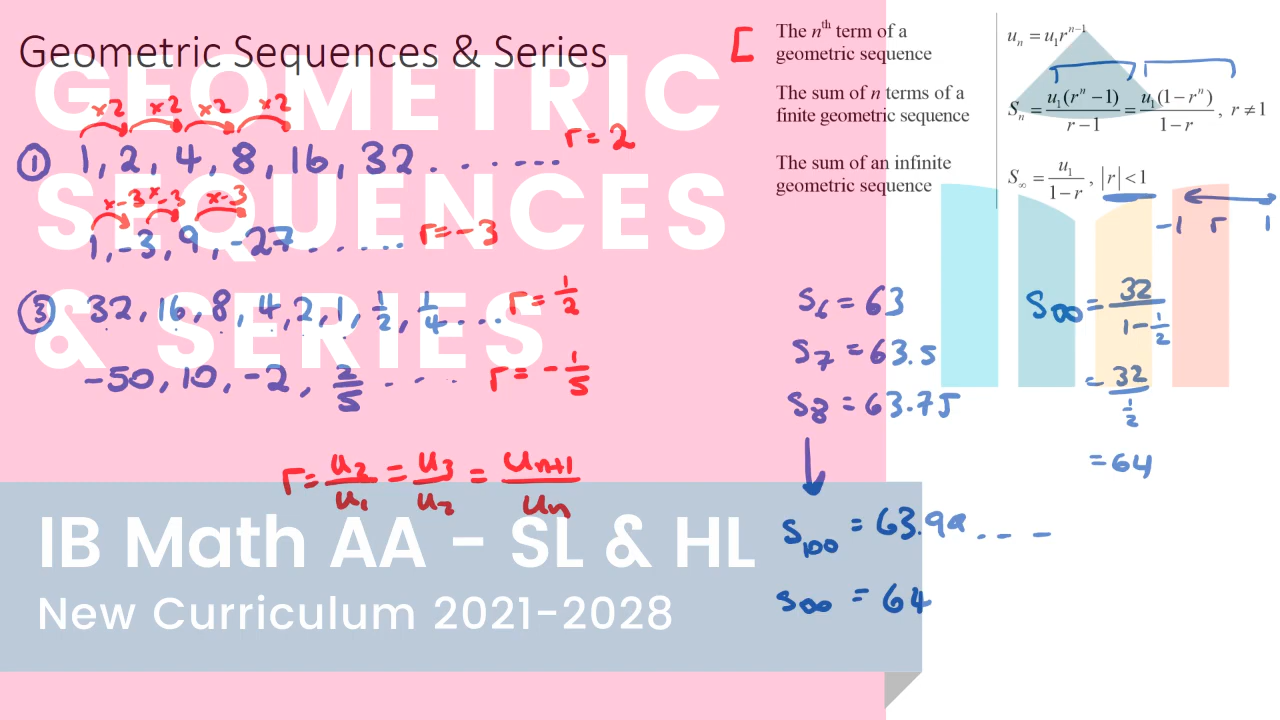 Geometric Sequences & Series
GEOMETRIC
SEQUENCES
& SERIES
IB Math AA - SL & HL
New Curriculum 2021-2028
×2 ×2 ×2 ×2
① 1, 2, 4, 8, 16, 32 . . . . . . . r = 2
×-3 ×-3 ×-3
1, -3, 9, -27 . . . . . . r = -3
③ 32, 16, 8, 4, 2, 1, 1/2, 1/4 . . . r = 1/2
-50, 10, -2, 2/5 . . . . r = -1/5
r = u₂/u₁ = u₃/u₂ = uₙ₊₁/uₙ
[ The nth term of a
geometric sequence
uₙ = u₁rⁿ⁻¹
The sum of n terms of a
finite geometric sequence
Sₙ = u₁(rⁿ − 1)/(r − 1) = u₁(1 − rⁿ)/(1 − r), r ≠ 1
The sum of an infinite
geometric sequence
S∞ = u₁/(1 − r), |r| < 1
-1 r 1
S₆ = 63
S₇ = 63.5
S₈ = 63.75
S₁₀₀ = 63.99 . . . .
S∞ = 64
S∞ = 32/(1 − 1/2)
= 32/(1/2)
= 64